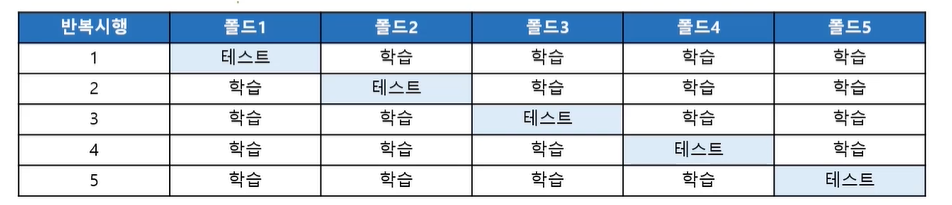 반복시행 폴드1 폴드2 폴드3 폴드4 폴드5
1 테스트 학습 학습 학습 학습
2 학습 테스트 학습 학습 학습
3 학습 학습 테스트 학습 학습
4 학습 학습 학습 테스트 학습
5 학습 학습 학습 학습 테스트